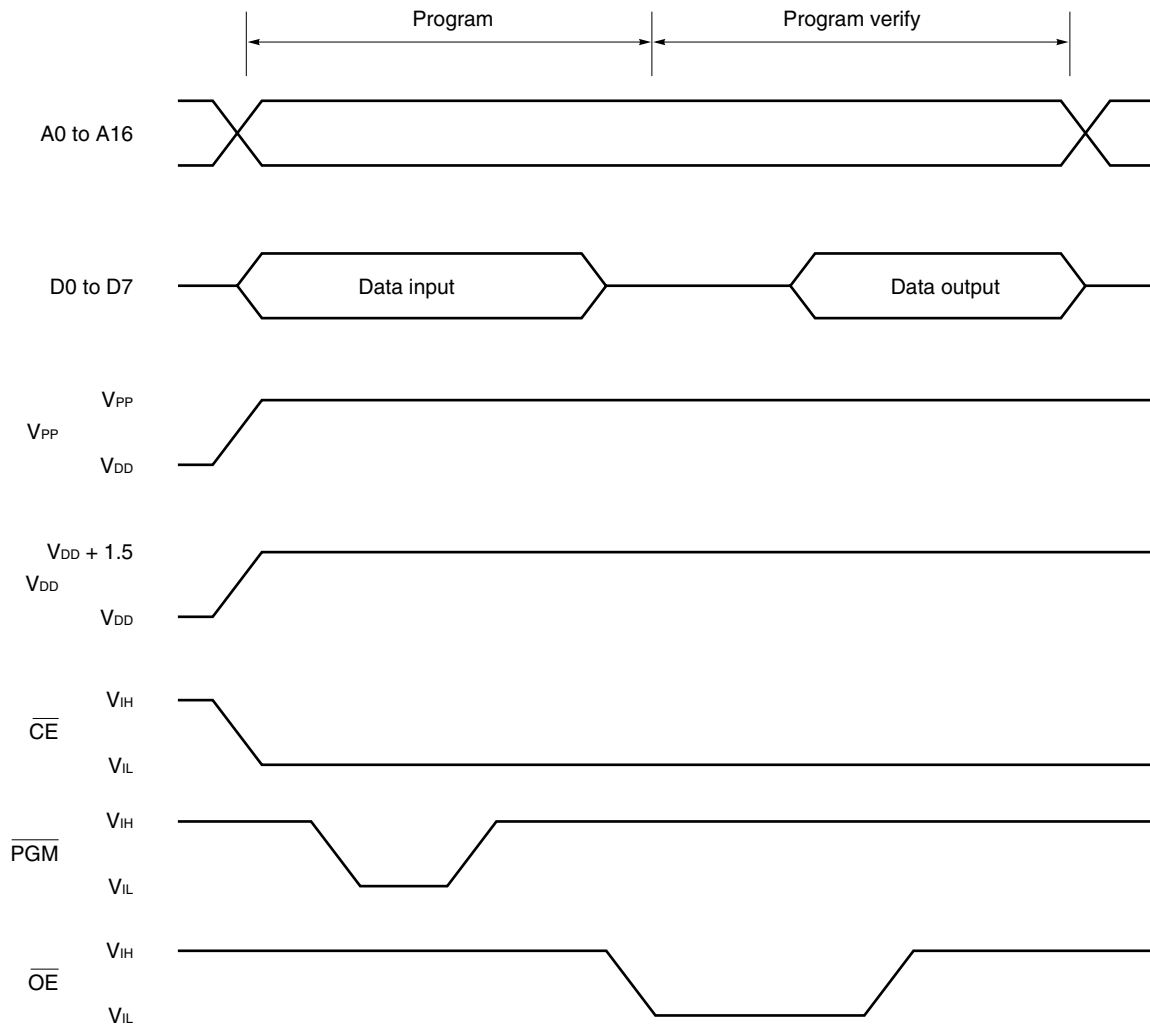 Program Program verify
A0 to A16
D0 to D7 Data input Data output
VPP
VPP
VDD
VDD + 1.5
VDD
VDD
VIH
CE
VIL
VIH
PGM
VIL
VIH
OE
VIL